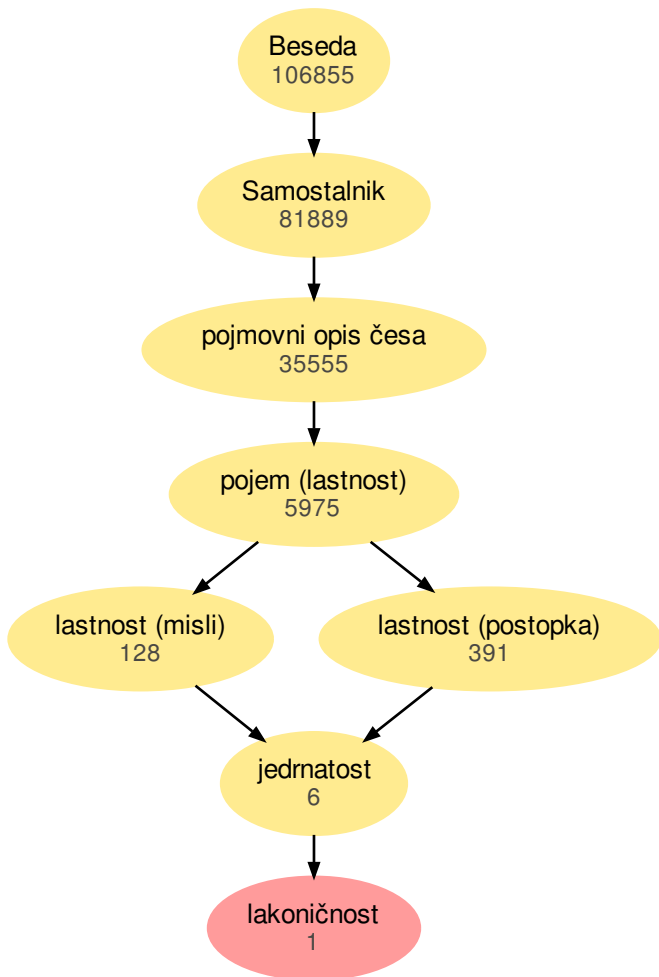 Beseda
106855
Samostalnik
81889
pojmovni opis česa
35555
pojem (lastnost)
5975
lastnost (misli)
128
lastnost (postopka)
391
jedrnatost
6
lakoničnost
1